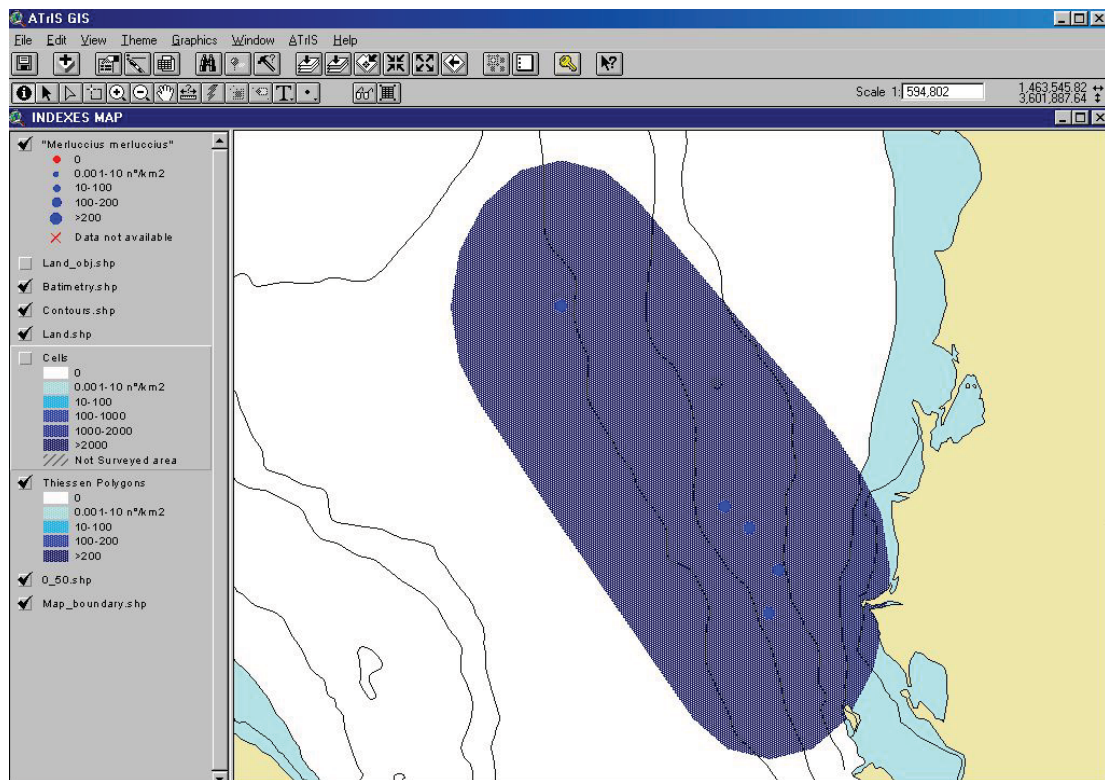 ATrIS GIS
File Edit View Theme Graphics Window ATrIS Help
Scale 1: 594,802
1,463,545.82
3,601,887.64
INDEXES MAP
"Merluccius merluccius"
0
0.001-10 nº/km2
10-100
100-200
>200
Data not available
Land_obj.shp
Batimetry.shp
Contours.shp
Land.shp
Cells
0
0.001-10 nº/km2
10-100
100-1000
1000-2000
>2000
Not Surveyed area
Thiessen Polygons
0
0.001-10 nº/km2
10-100
100-200
>200
0_50.shp
Map_boundary.shp